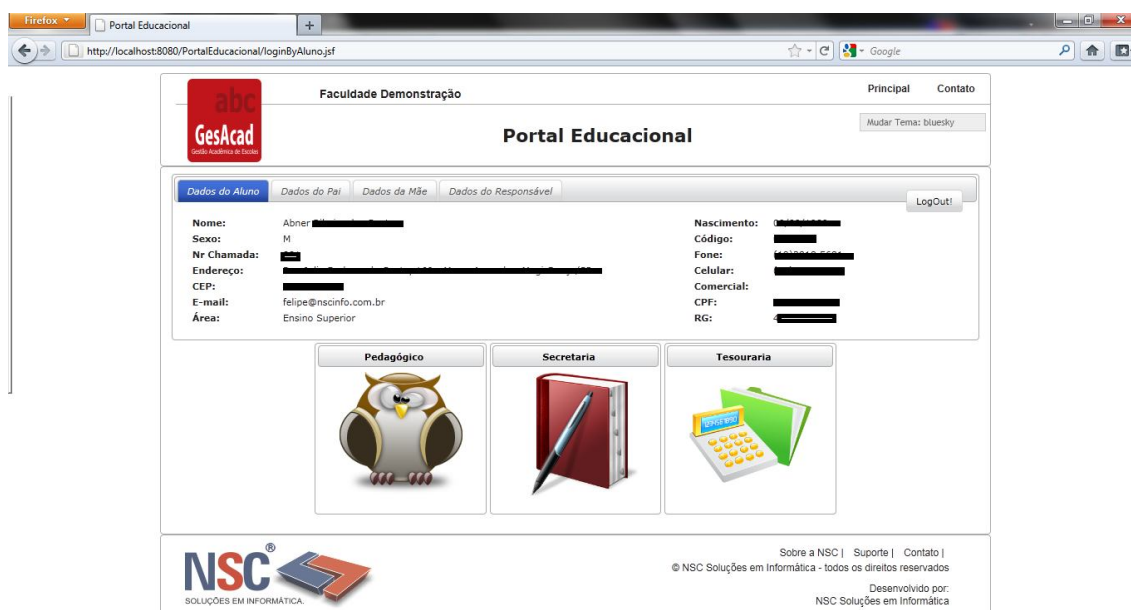 Firefox
Portal Educacional
http://localhost:8080/PortalEducacional/loginByAluno.jsf
Google
abc
GesAcad
Gestão Acadêmica de Escolas
Faculdade Demonstração
Principal Contato
Portal Educacional
Mudar Tema: bluesky
Dados do Aluno Dados do Pai Dados da Mãe Dados do Responsável
LogOut!
Nome: Abner
Nascimento:
Sexo: M
Código:
Nr Chamada:
Fone:
Endereço:
Celular:
CEP:
Comercial:
E-mail: felipe@nscinfo.com.br
CPF:
Área: Ensino Superior
RG: 4
Pedagógico Secretaria Tesouraria
NSC®
SOLUÇÕES EM INFORMÁTICA.
Sobre a NSC | Suporte | Contato |
© NSC Soluções em Informática - todos os direitos reservados
Desenvolvido por:
NSC Soluções em Informática